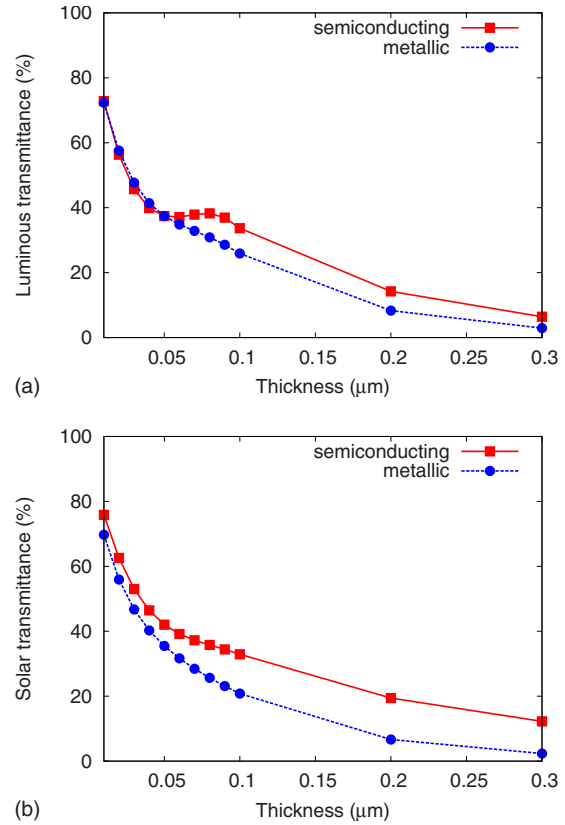 100
80
60
40
20
0
Luminous transmittance (%)
semiconducting
metallic
0.05
0.1
0.15
0.2
0.25
0.3
Thickness (μm)
(a)
100
80
60
40
20
0
Solar transmittance (%)
semiconducting
metallic
0.05
0.1
0.15
0.2
0.25
0.3
Thickness (μm)
(b)